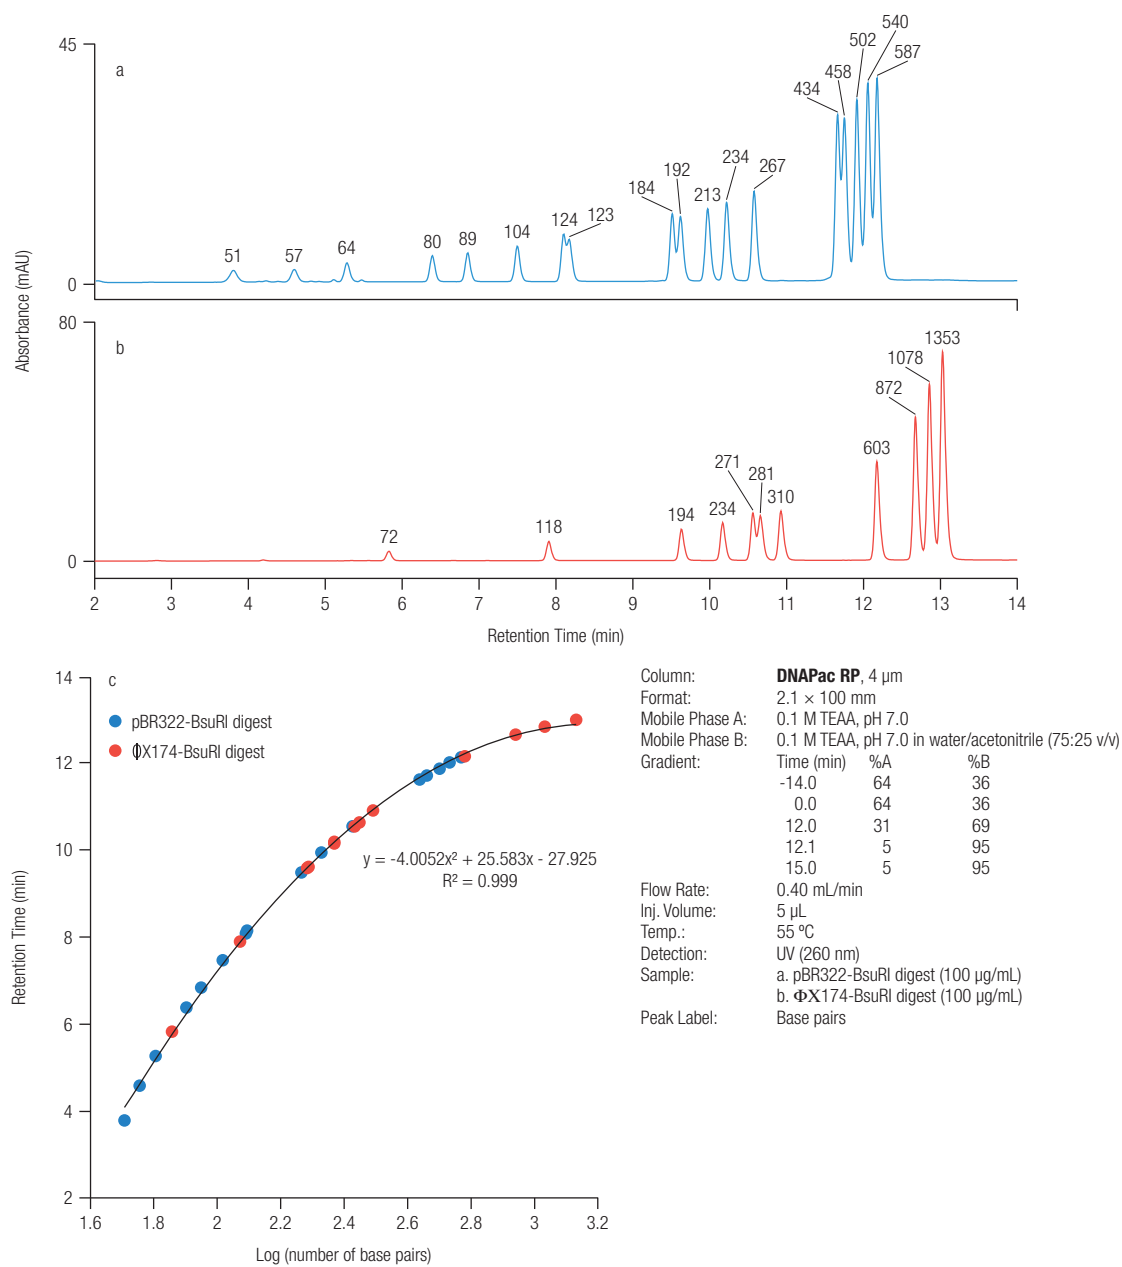 45
a
0
Absorbance (mAU)
51
57
64
80
89
104
124
123
184
192
213
234
267
434
458
502
540
587
80
b
40
0
72
118
194
234
271
281
310
603
872
1078
1353
2 3 4 5 6 7 8 9 10 11 12 13 14
Retention Time (min)
c
14
12
10
8
6
4
2
Retention Time (min)
pBR322-BsuRI digest
ΦX174-BsuRI digest
y = -4.0052x² + 25.583x - 27.925
R² = 0.999
1.6 1.8 2 2.2 2.4 2.6 2.8 3 3.2
Log (number of base pairs)
Column: DNAPac RP, 4 µm
Format: 2.1 × 100 mm
Mobile Phase A: 0.1 M TEAA, pH 7.0
Mobile Phase B: 0.1 M TEAA, pH 7.0 in water/acetonitrile (75:25 v/v)
Gradient: Time (min) %A %B
-14.0 64 36
0.0 64 36
12.0 31 69
12.1 5 95
15.0 5 95
Flow Rate: 0.40 mL/min
Inj. Volume: 5 µL
Temp.: 55 ºC
Detection: UV (260 nm)
Sample: a. pBR322-BsuRI digest (100 µg/mL)
b. ΦX174-BsuRI digest (100 µg/mL)
Peak Label: Base pairs